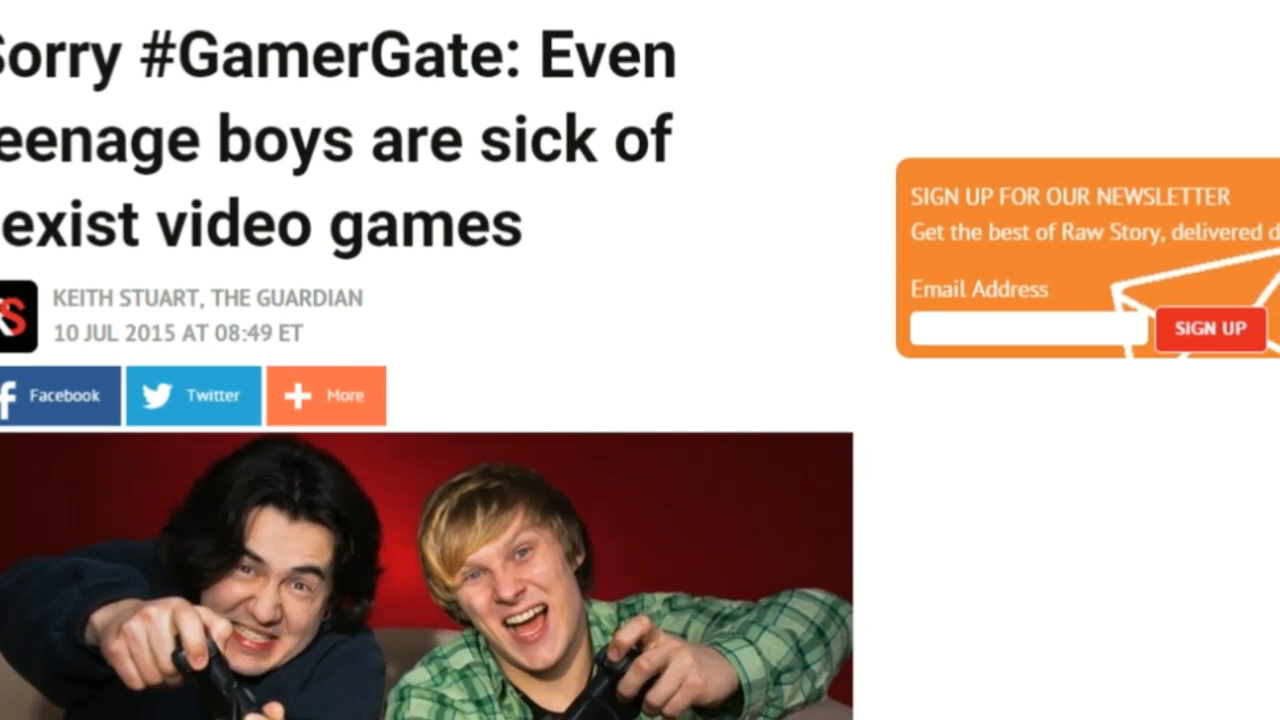 Sorry #GamerGate: Even
eenage boys are sick of
exist video games
KEITH STUART, THE GUARDIAN
10 JUL 2015 AT 08:49 ET
Facebook
Twitter
More
SIGN UP FOR OUR NEWSLETTER
Get the best of Raw Story, delivered d
Email Address
SIGN UP